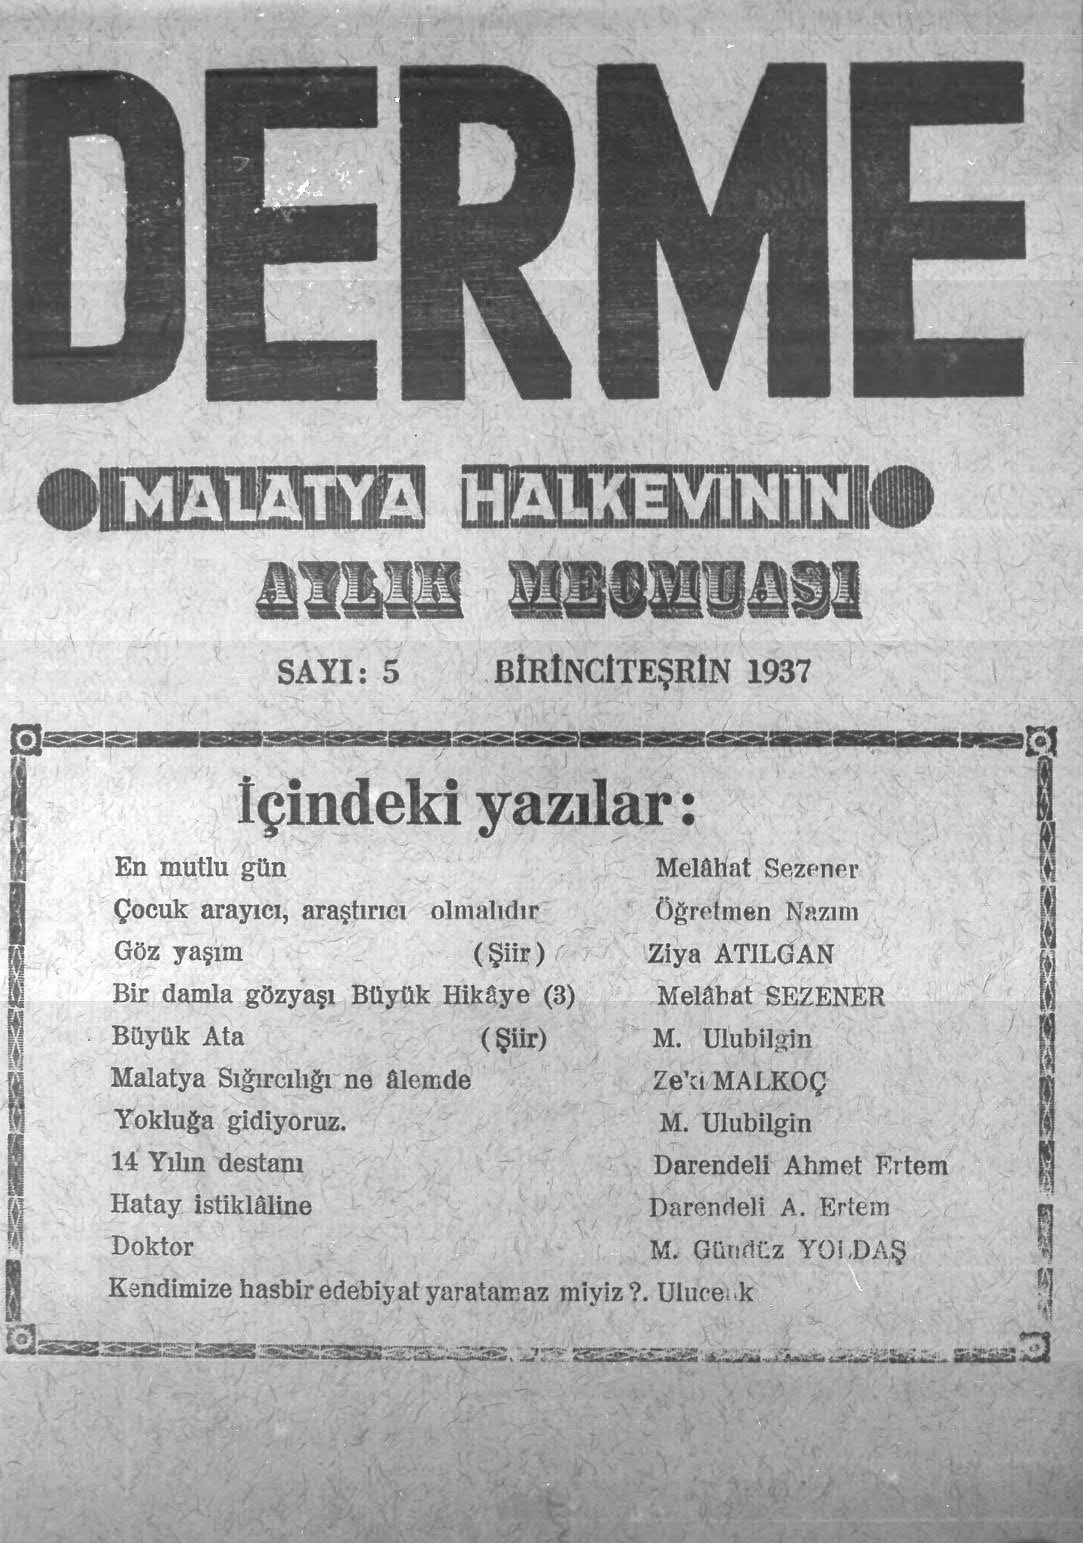 DERME
MALATYA HALKEVİNİN
AYLIK MECMUASI
SAYI: 5 BİRİNCİTEŞRİN 1937
İçindeki yazılar:
En mutlu gün Melâhat Sezener
Çocuk arayıcı, araştırıcı olmalıdır Öğretmen Nazım
Göz yaşım (Şiir) Ziya ATILGAN
Bir damla gözyaşı Büyük Hikâye (3) Melâhat SEZENER
Büyük Ata (Şiir) M. Ulubilgin
Malatya Sığırcılığı ne âlemde Zeki MALKOÇ
Yokluğa gidiyoruz. M. Ulubilgin
14 Yılın destanı Darendeli Ahmet Ertem
Hatay istiklâline Darendeli A. Ertem
Doktor M. Gündüz YOLDAŞ
Kendimize hasbir edebiyat yaratamaz miyiz?.